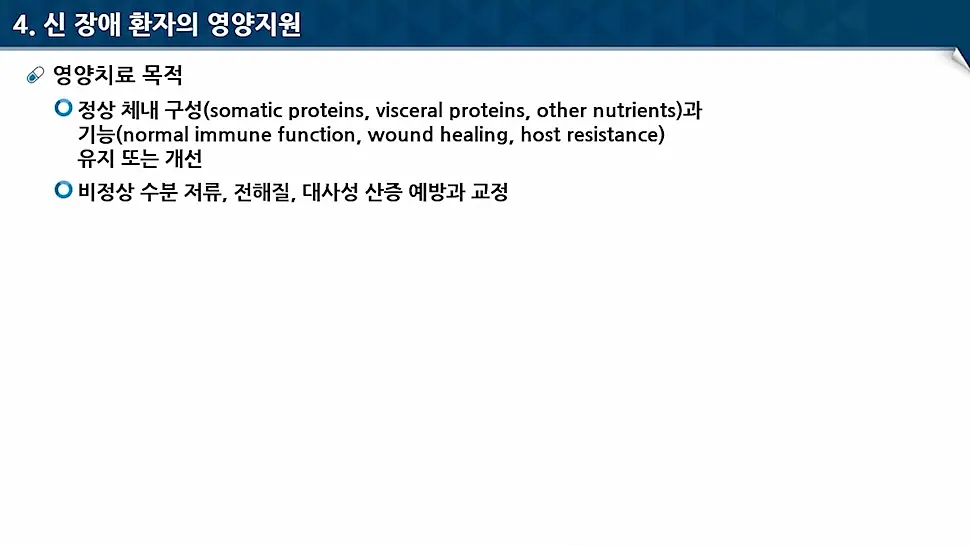 4. 신 장애 환자의 영양지원
영양치료 목적
정상 체내 구성(somatic proteins, visceral proteins, other nutrients)과
기능(normal immune function, wound healing, host resistance)
유지 또는 개선
비정상 수분 저류, 전해질, 대사성 산증 예방과 교정